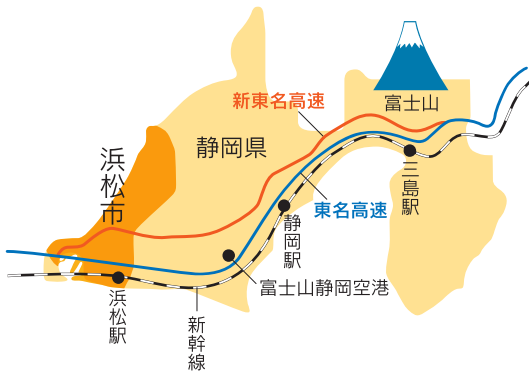 富士山
新東名高速
静岡県
浜松市
三島駅
東名高速
静岡駅
富士山静岡空港
浜松駅
新幹線